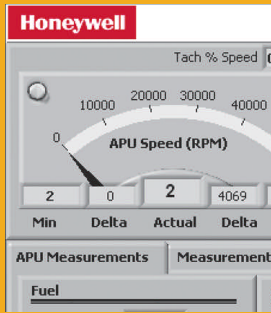 Honeywell
Tach % Speed
10000 20000 30000 40000
0
APU Speed (RPM)
2 0 2 4069
Min Delta Actual Delta
APU Measurements Measurement
Fuel